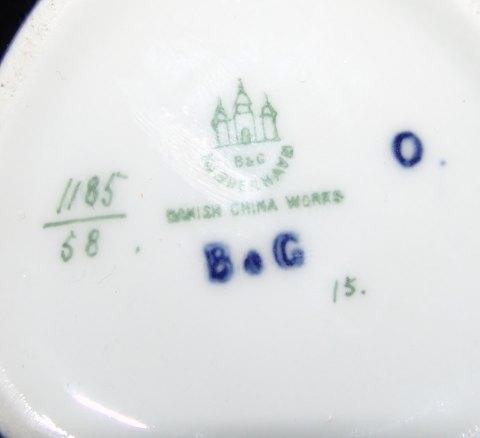 B&G
KJØBENHAVN
DANISH CHINA WORKS
B&G
O.
1185
58.
15.